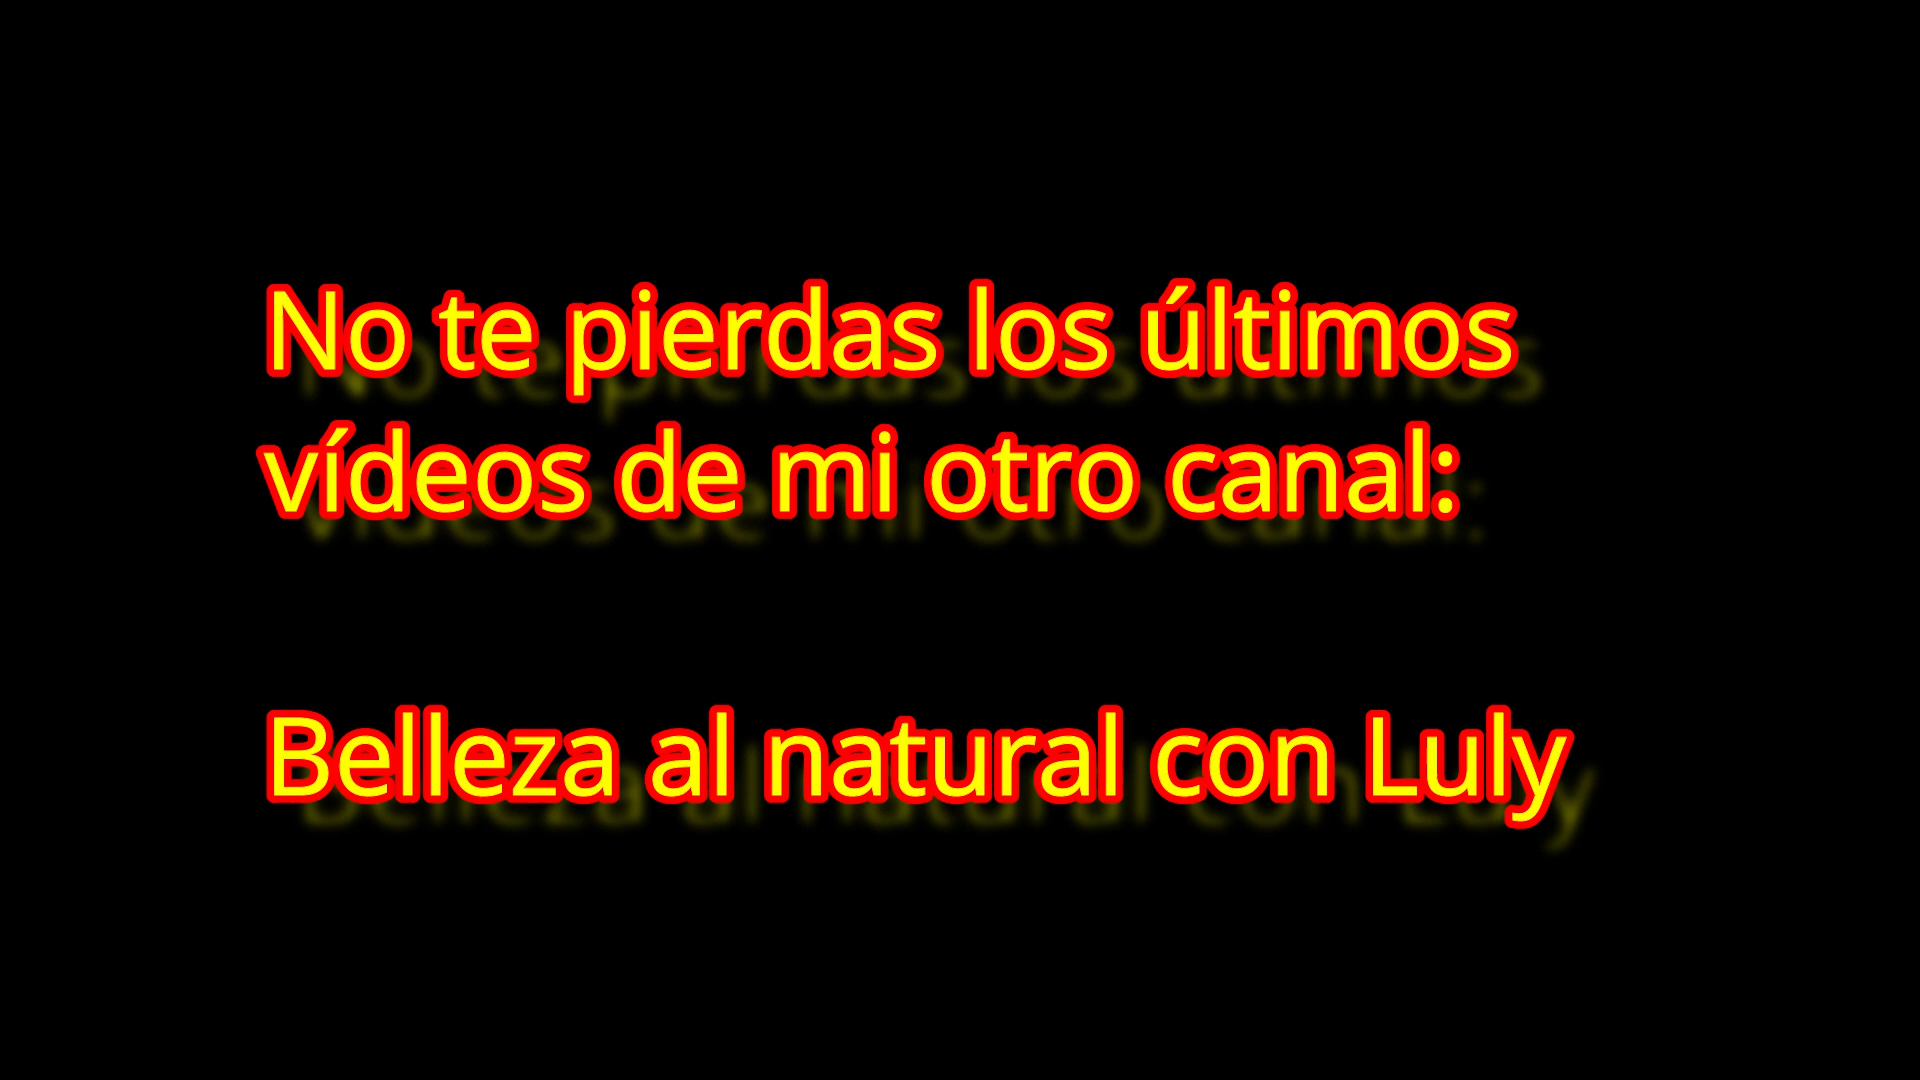 No te pierdas los últimos
vídeos de mi otro canal:
Belleza al natural con Luly